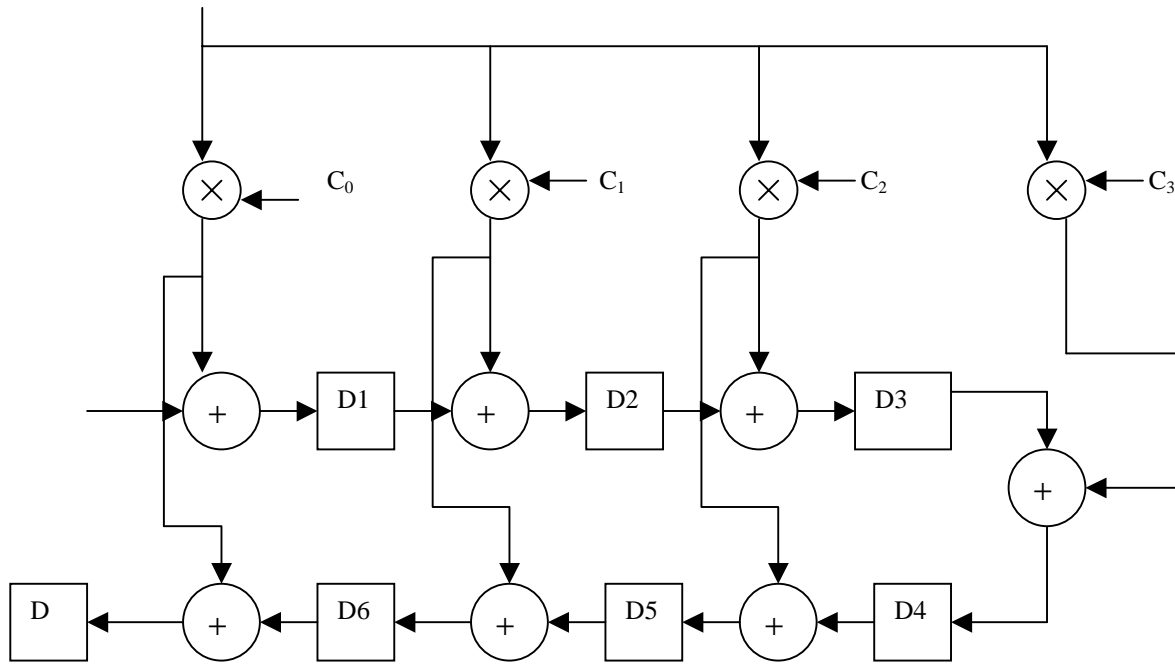 C₀ C₁ C₂ C₃
× × × ×
D1 D2 D3
+ + +
+
D D6 D5 D4
+ + +